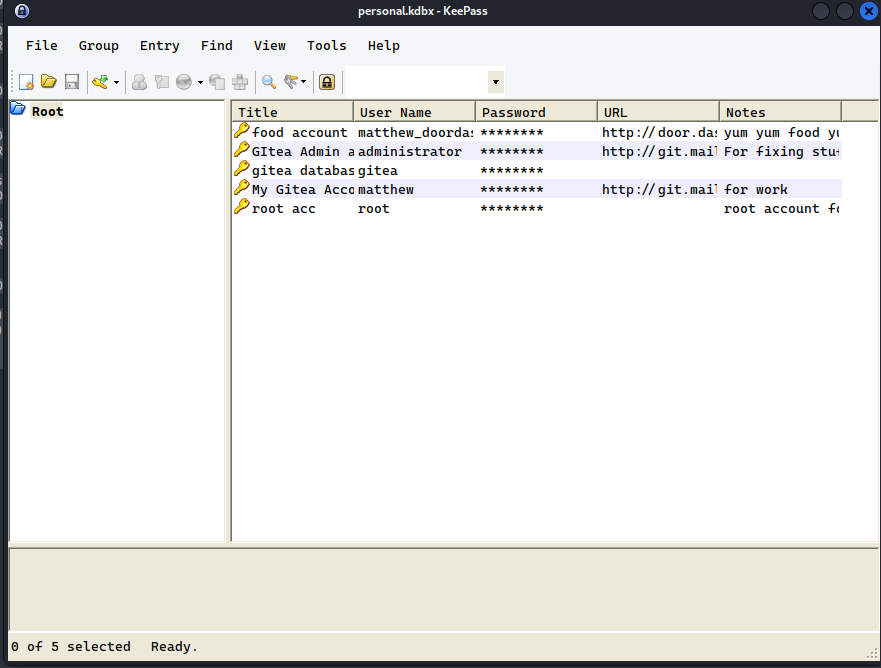 personal.kdbx - KeePass
File Group Entry Find View Tools Help
Root
Title User Name Password URL Notes
food account matthew_doordas ******** http://door.das yum yum food yu
GItea Admin a administrator ******** http://git.mail For fixing stuf
gitea databas gitea ********
My Gitea Acco matthew ******** http://git.mail for work
root acc root ******** root account fo
0 of 5 selected Ready.